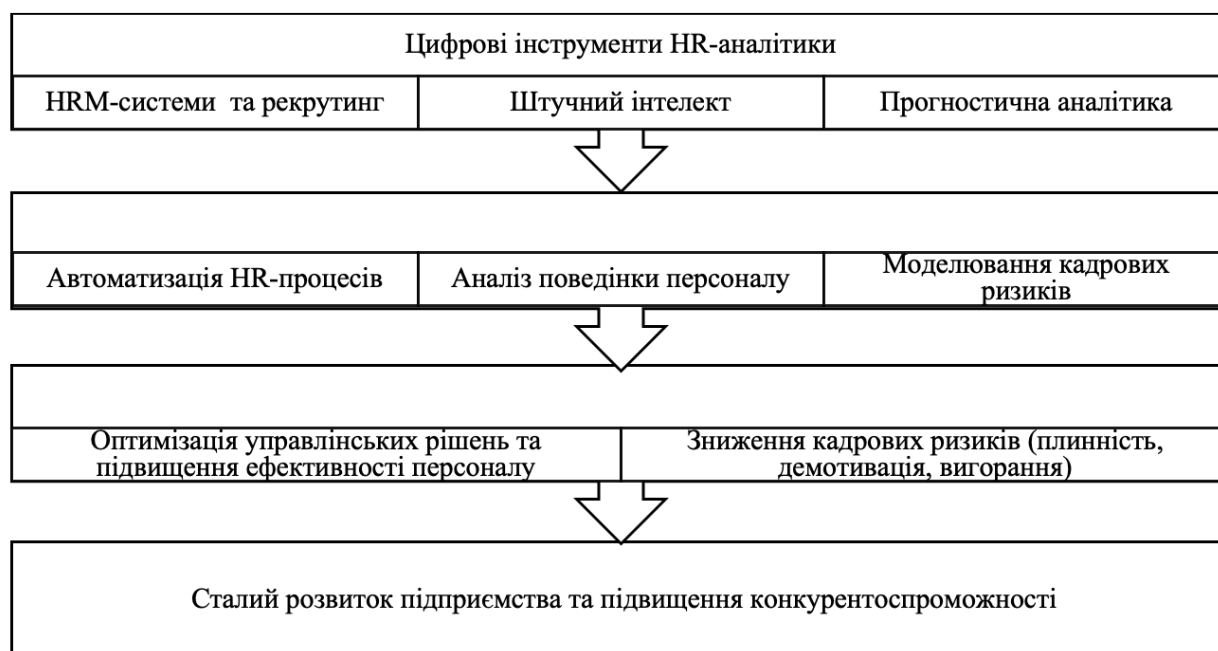 Цифрові інструменти HR-аналітики
HRM-системи та рекрутинг
Штучний інтелект
Прогностична аналітика
Автоматизація HR-процесів
Аналіз поведінки персоналу
Моделювання кадрових
ризиків
Оптимізація управлінських рішень та
підвищення ефективності персоналу
Зниження кадрових ризиків (плинність,
демотивація, вигорання)
Сталий розвиток підприємства та підвищення конкурентоспроможності